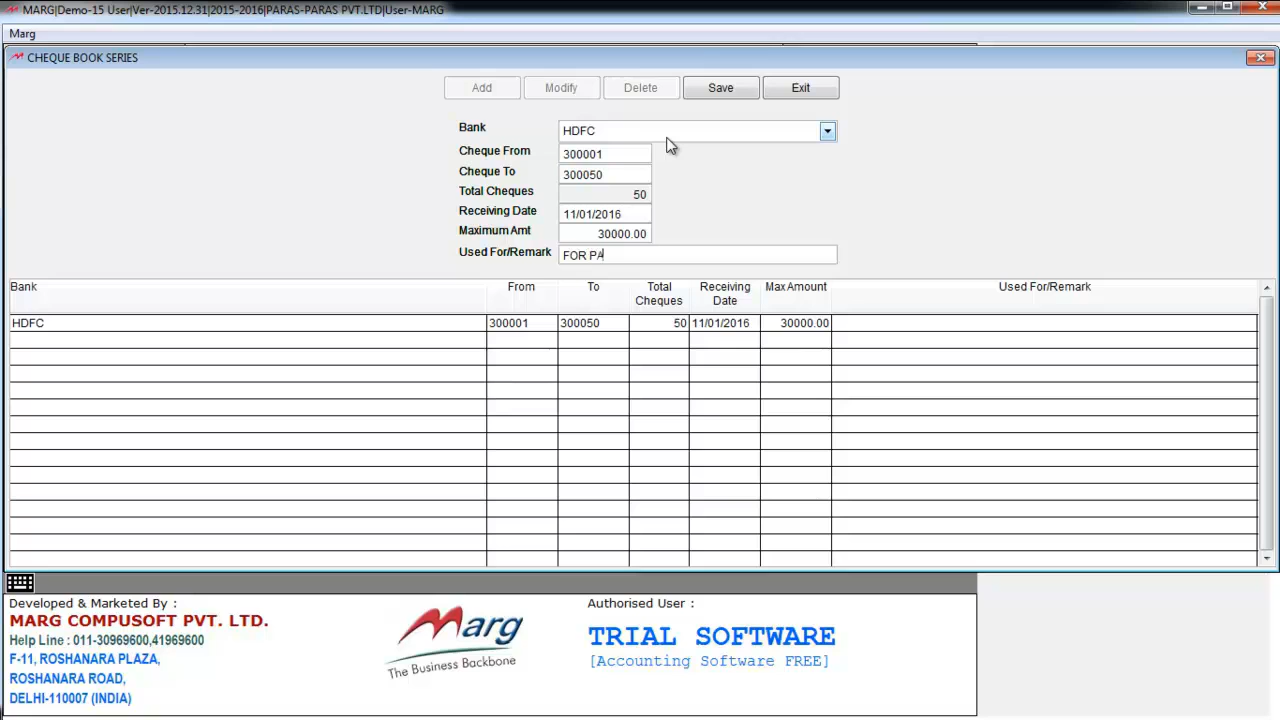 MARG|Demo-15 User|Ver-2015.12.31|2015-2016|PARAS-PARAS PVT.LTD|User-MARG
Marg
CHEQUE BOOK SERIES
Add Modify Delete Save Exit
Bank HDFC
Cheque From 300001
Cheque To 300050
Total Cheques 50
Receiving Date 11/01/2016
Maximum Amt 30000.00
Used For/Remark FOR PA
Bank From To Total Cheques Receiving Date Max Amount Used For/Remark
HDFC 300001 300050 50 11/01/2016 30000.00
Developed & Marketed By :
MARG COMPUSOFT PVT. LTD.
Help Line : 011-30969600,41969600
F-11, ROSHANARA PLAZA,
ROSHANARA ROAD,
DELHI-110007 (INDIA)
Marg
The Business Backbone
Authorised User :
TRIAL SOFTWARE
[Accounting Software FREE]